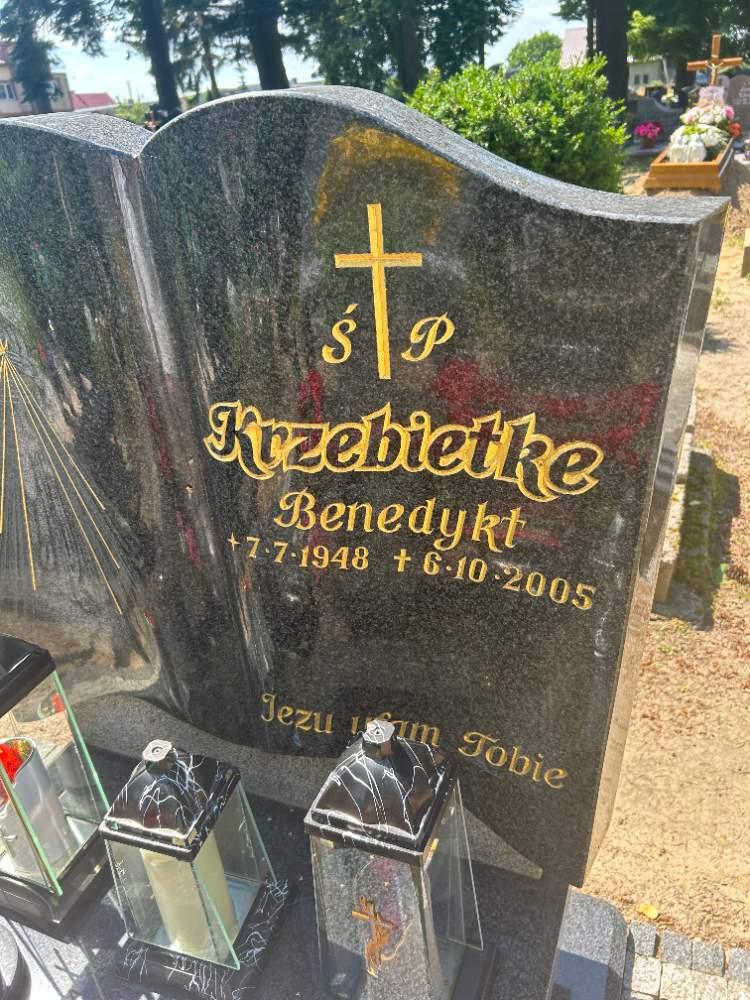 Ś P
Krzebietke
Benedykt
7·7·1948 † 6·10·2005
Jezu ufam Tobie